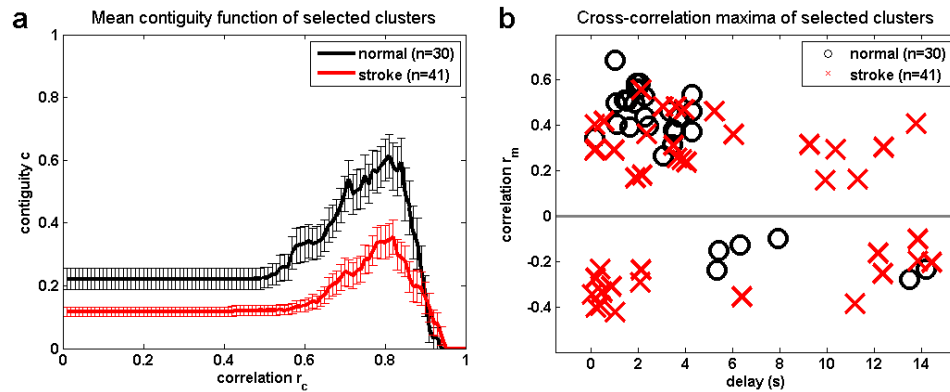 a
Mean contiguity function of selected clusters
normal (n=30)
stroke (n=41)
contiguity c
1
0.8
0.6
0.4
0.2
0
0 0.2 0.4 0.6 0.8 1
correlation r_c
b
Cross-correlation maxima of selected clusters
normal (n=30)
stroke (n=41)
correlation r_m
0.6
0.4
0.2
0
-0.2
-0.4
0 2 4 6 8 10 12 14
delay (s)